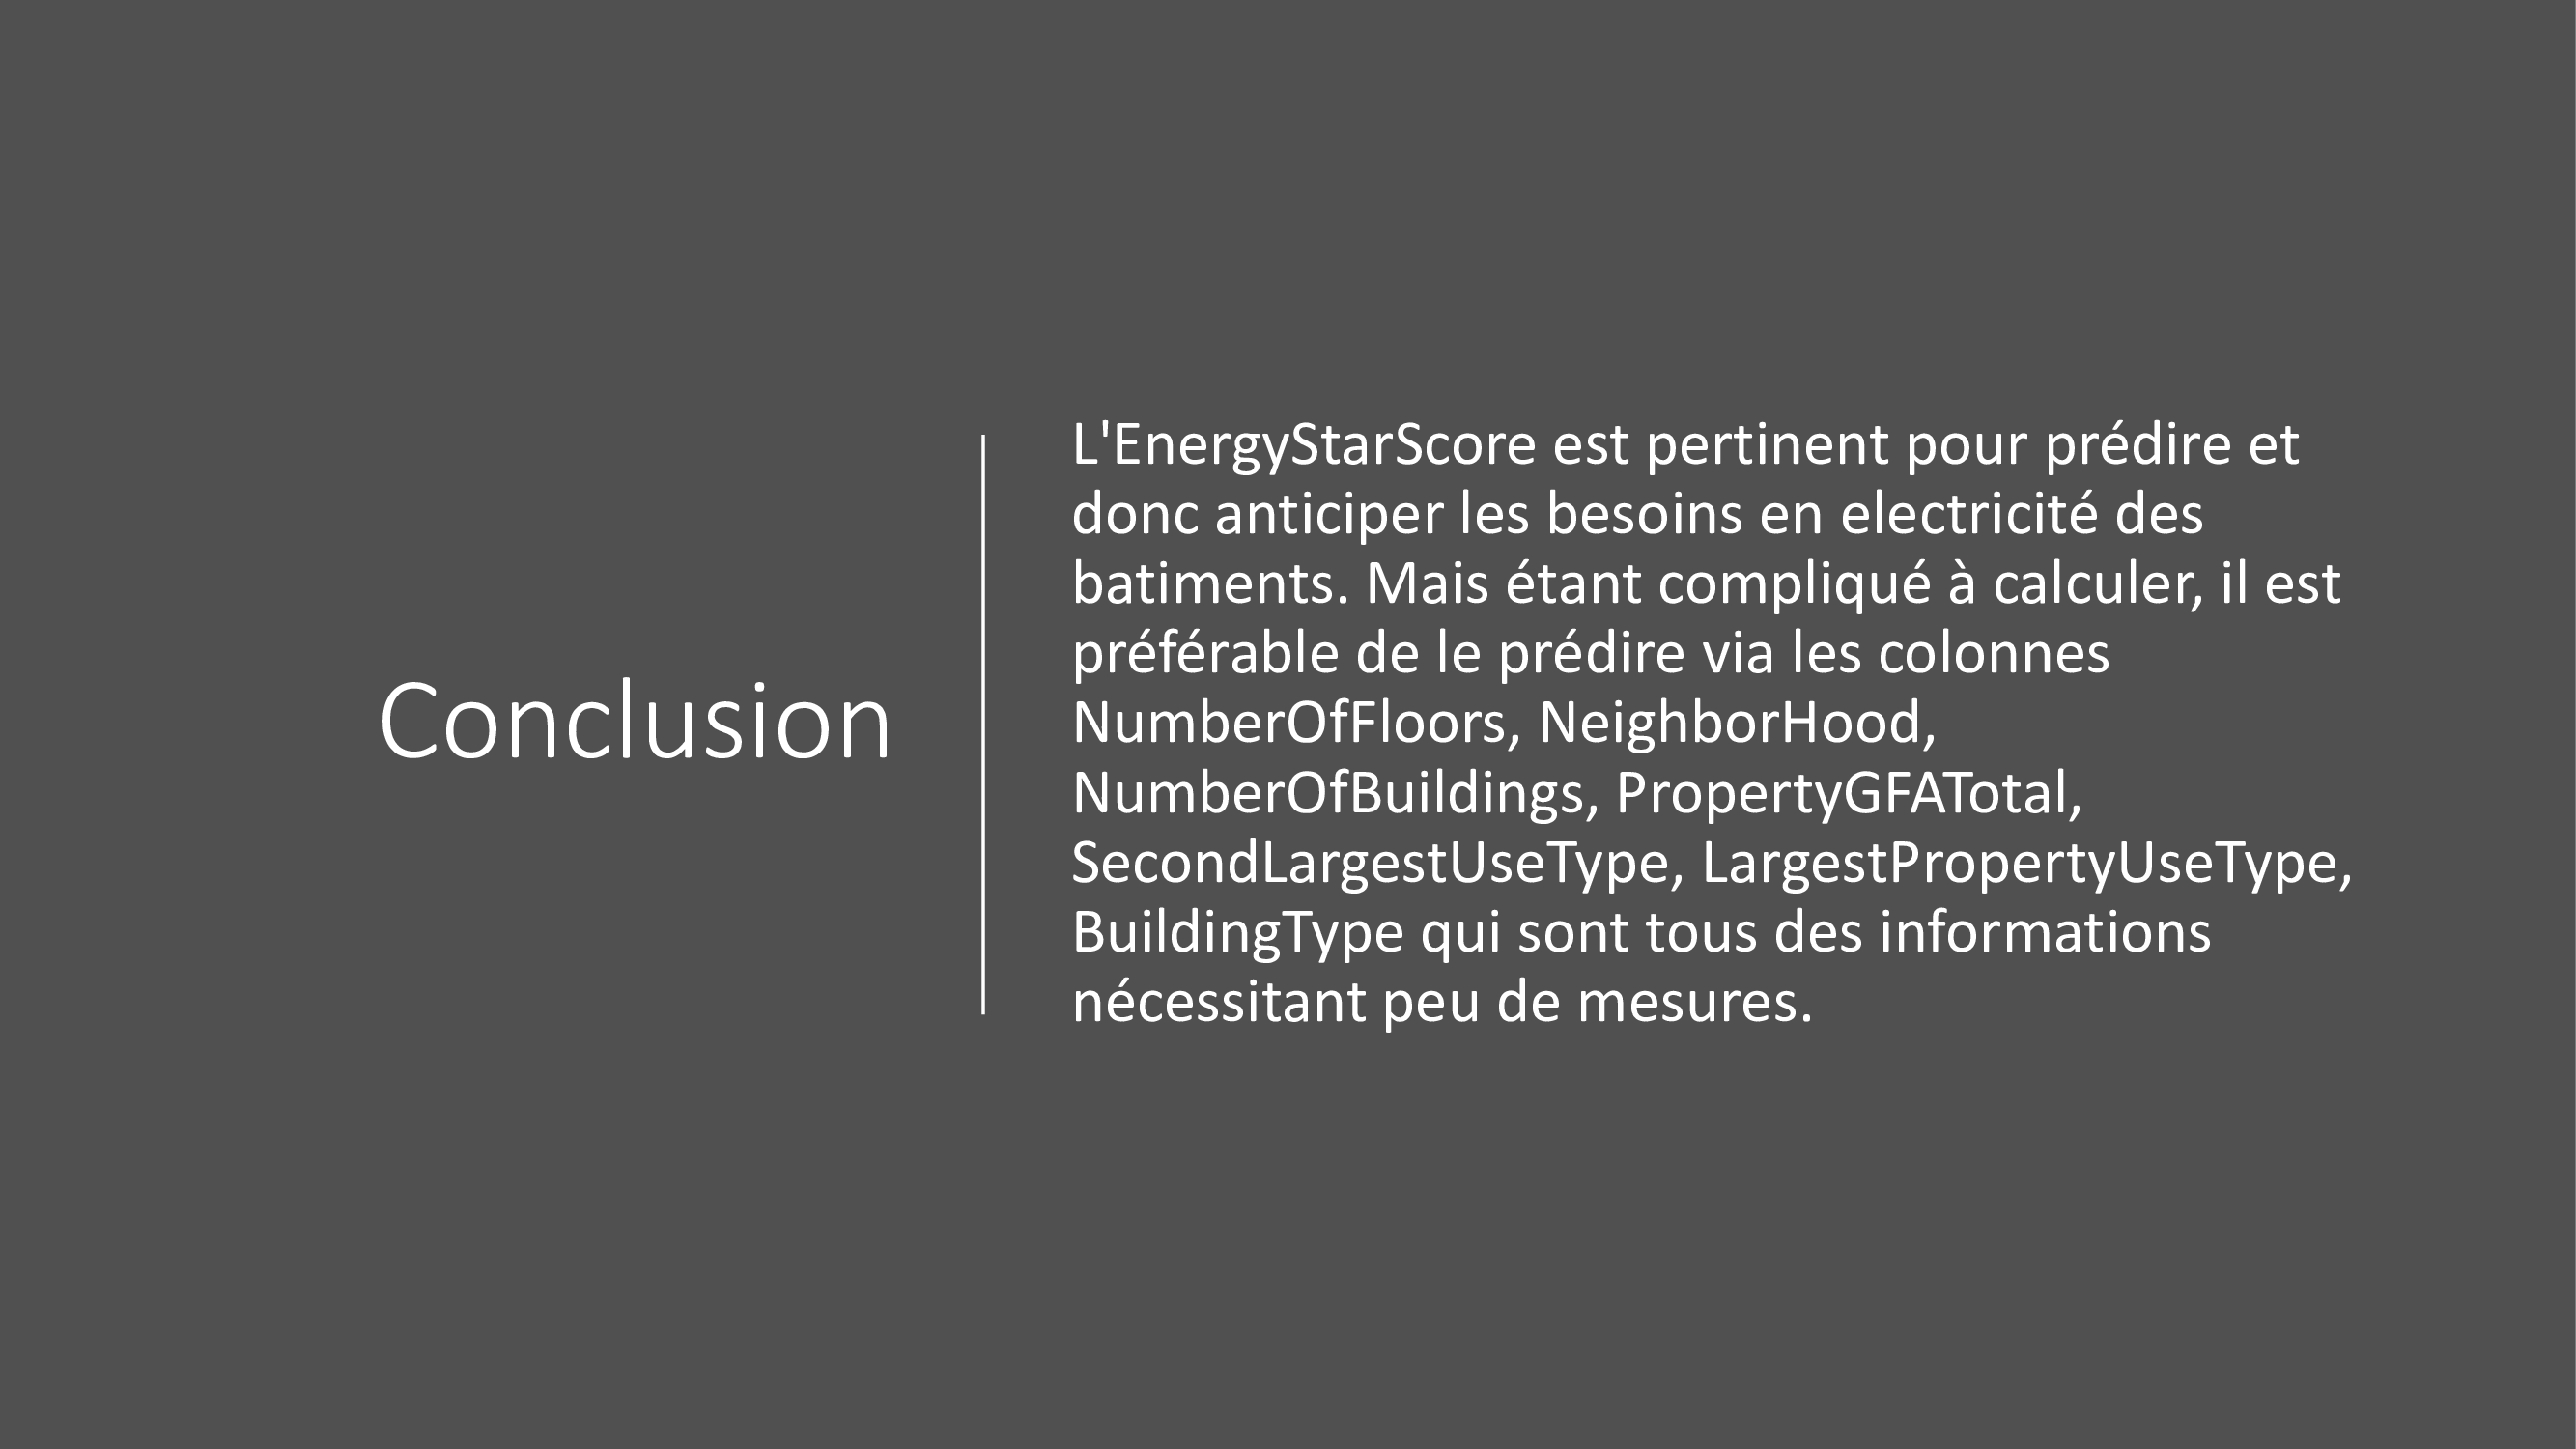 Conclusion
L'EnergyStarScore est pertinent pour prédire et
donc anticiper les besoins en electricité des
batiments. Mais étant compliqué à calculer, il est
préférable de le prédire via les colonnes
NumberOfFloors, NeighborHood,
NumberOfBuildings, PropertyGFATotal,
SecondLargestUseType, LargestPropertyUseType,
BuildingType qui sont tous des informations
nécessitant peu de mesures.